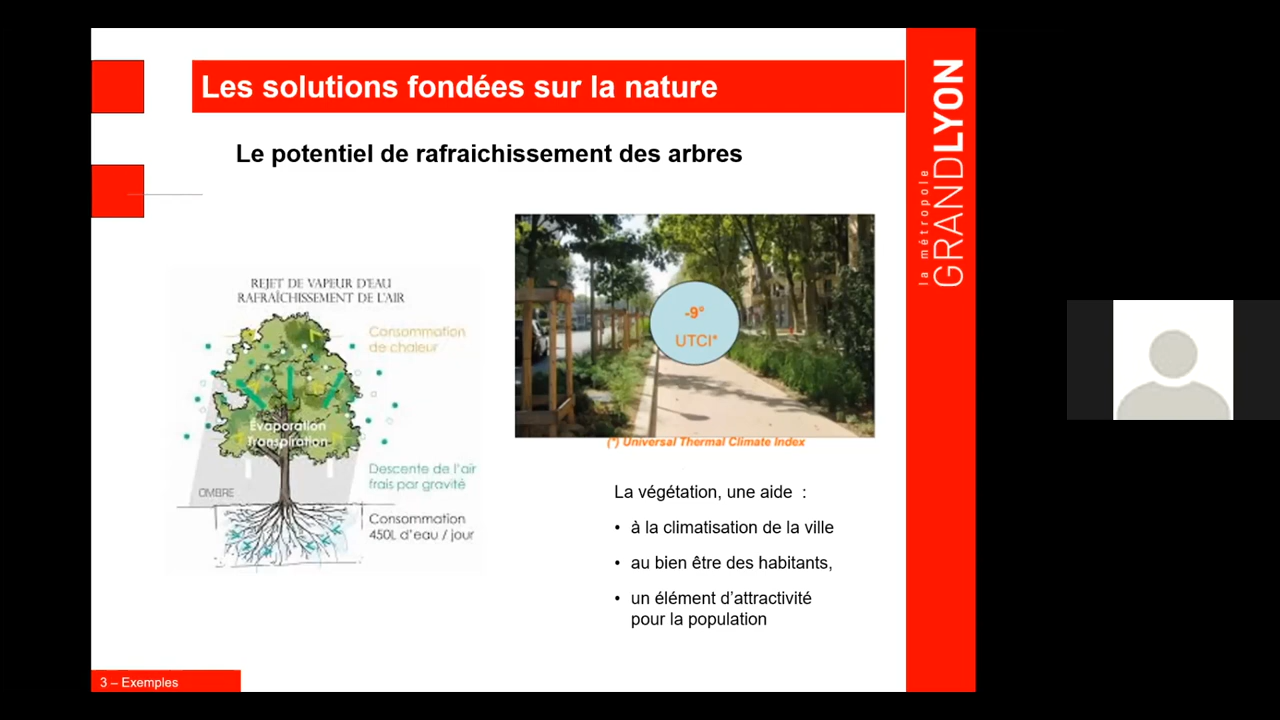 Les solutions fondées sur la nature
Le potentiel de rafraichissement des arbres
la métropole
GRANDLYON
REJET DE VAPEUR D'EAU
RAFRAÎCHISSEMENT DE L'AIR
Consommation
de chaleur
Évaporation
Transpiration
Descente de l'air
frais par gravité
OMBRE
Consommation
450L d'eau / jour
-9°
UTCI*
(*) Universal Thermal Climate Index
La végétation, une aide :
• à la climatisation de la ville
• au bien être des habitants,
• un élément d'attractivité
pour la population
3 – Exemples